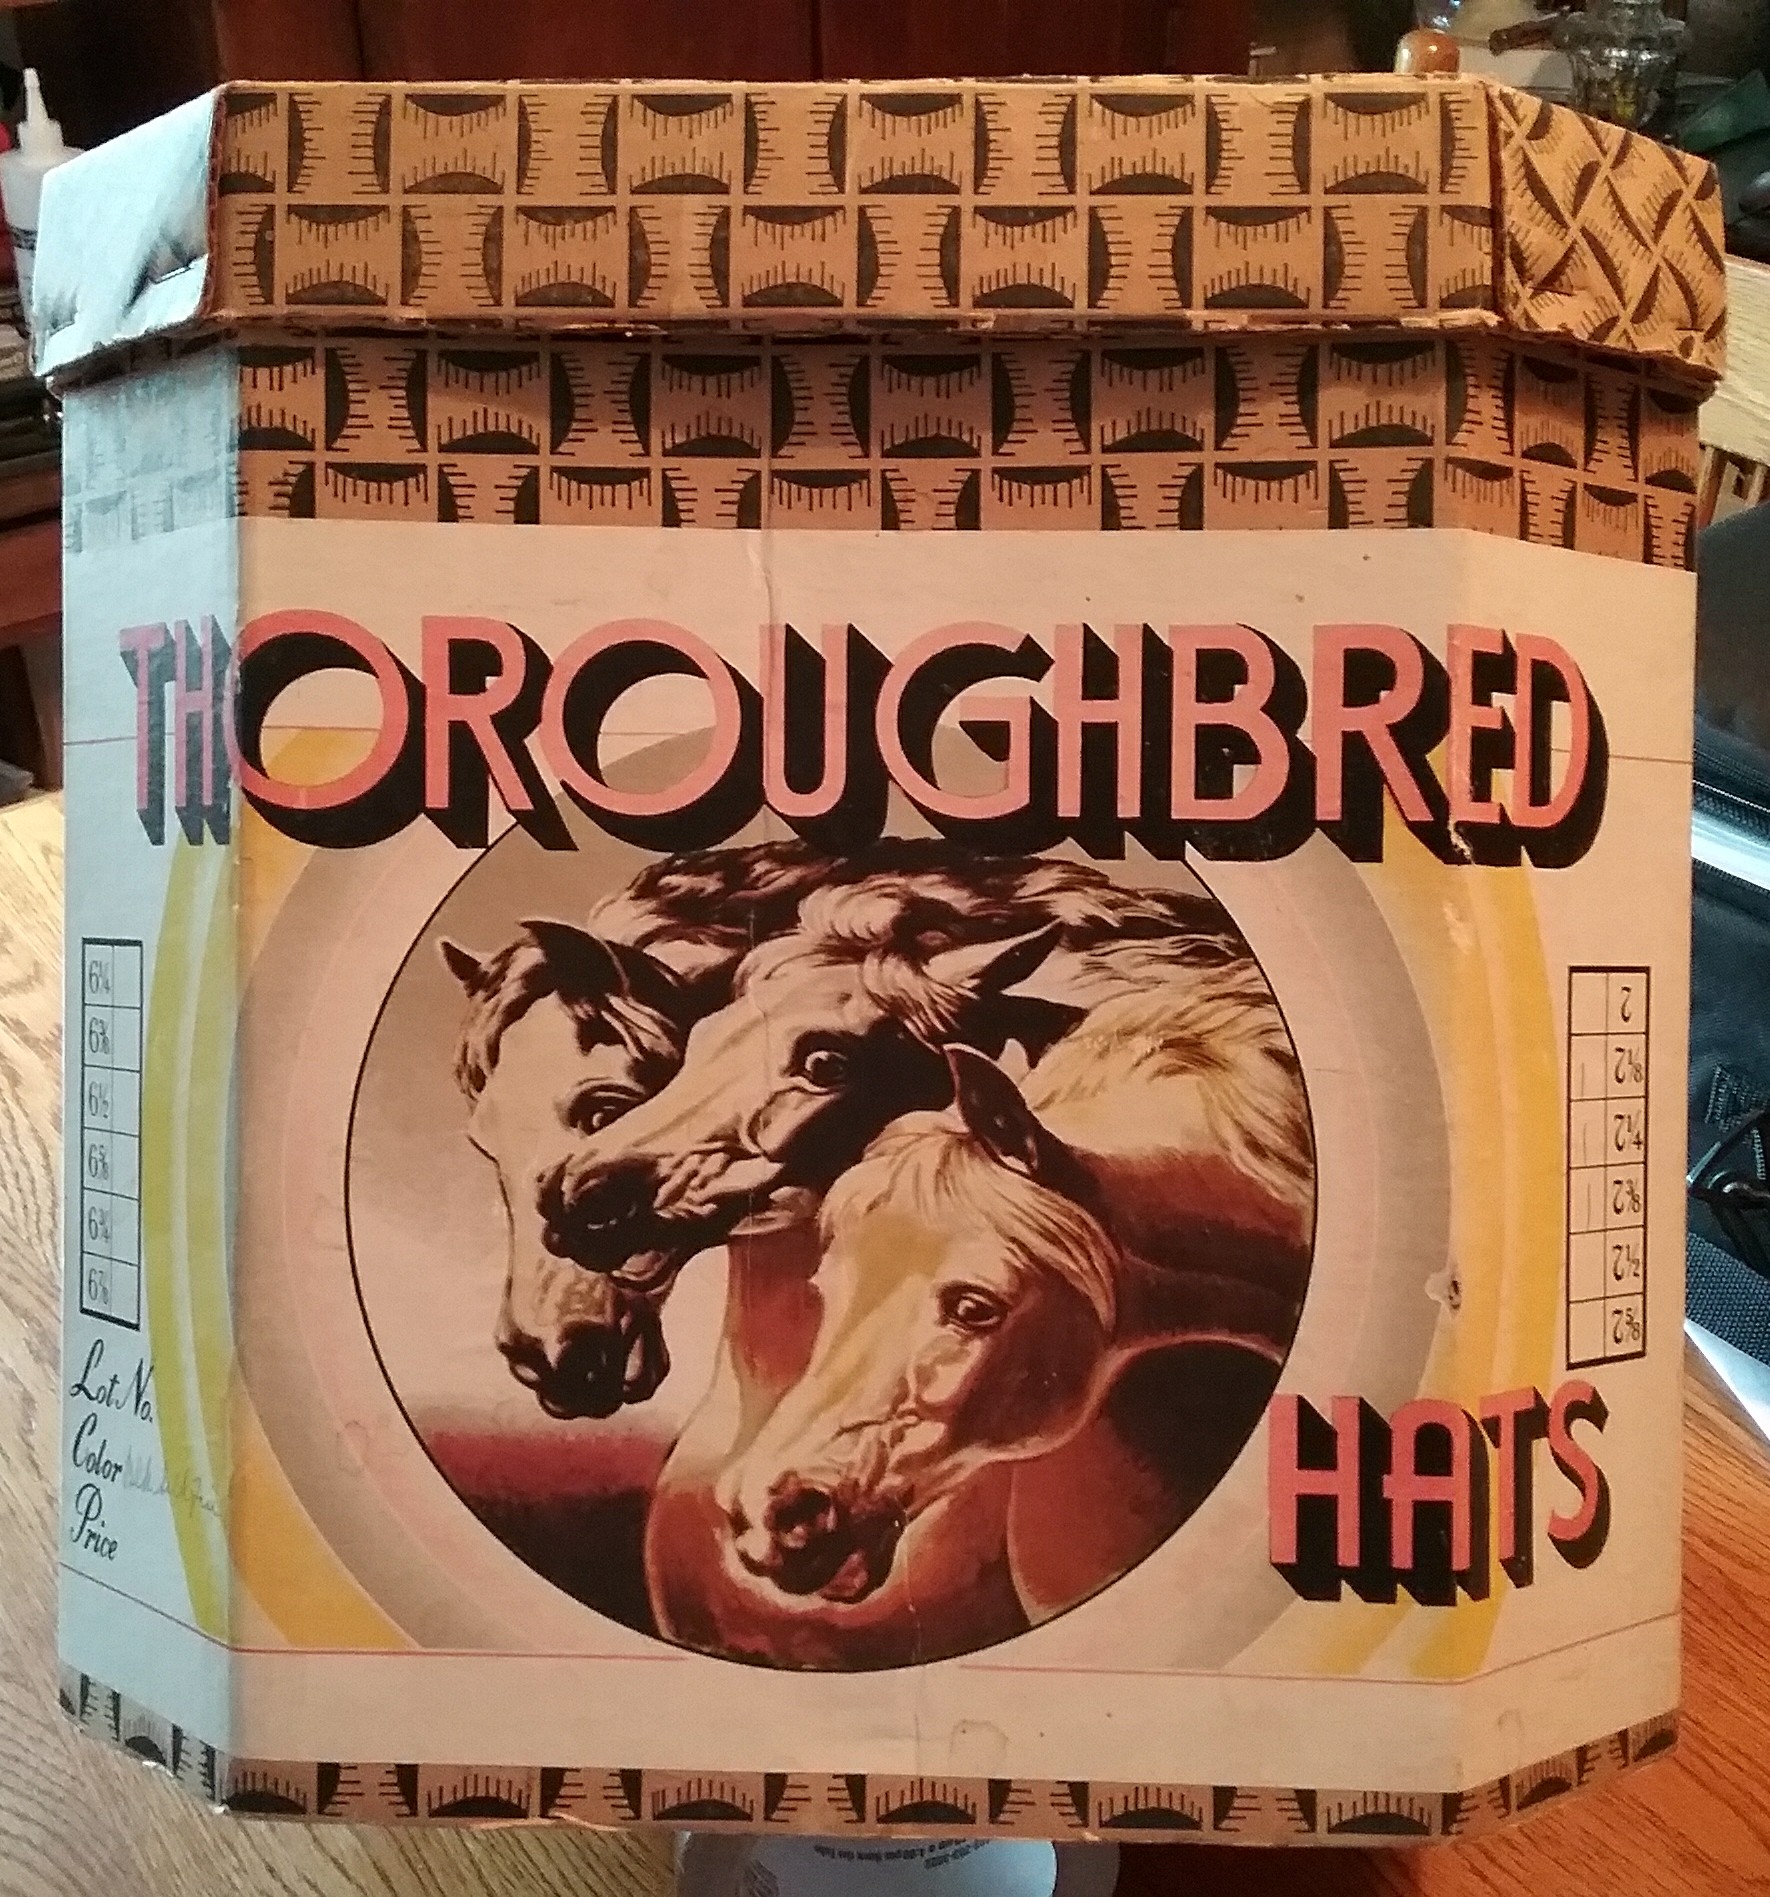 THOROUGHBRED
6¼
6⅜
6½
6⅝
6¾
6⅞
Lot No.
Color
Price
7
7⅛
7¼
7⅜
7½
7⅝
HATS